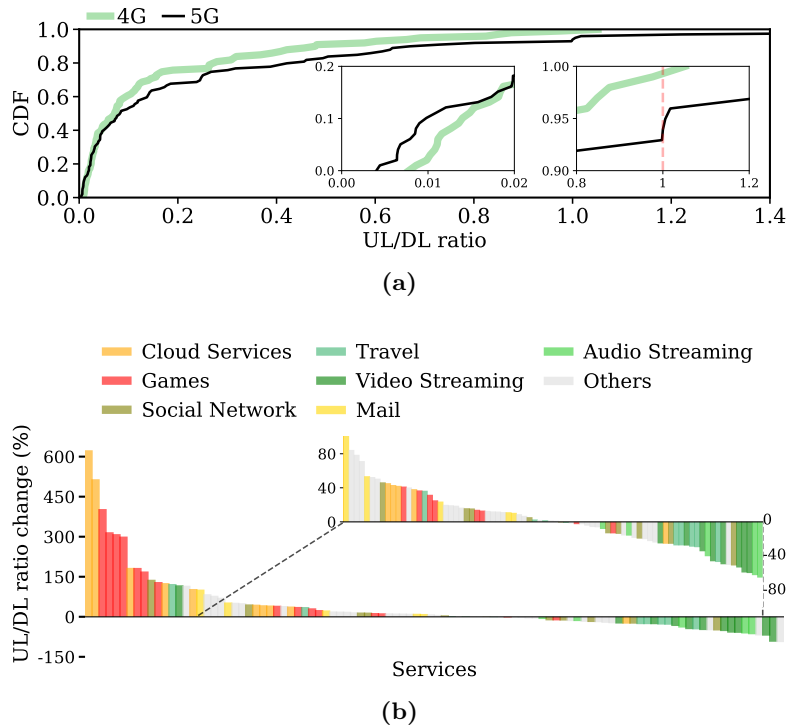 4G 5G
1.0
0.8
0.6
0.4
0.2
0.0
CDF
0.2
0.1
0.0
0.00 0.01 0.02
1.00
0.95
0.90
0.8 1 1.2
0.0 0.2 0.4 0.6 0.8 1.0 1.2 1.4
UL/DL ratio
(a)
Cloud Services Travel Audio Streaming
Games Video Streaming Others
Social Network Mail
UL/DL ratio change (%)
600
450
300
150
0
-150
80
40
0
0
-40
-80
Services
(b)